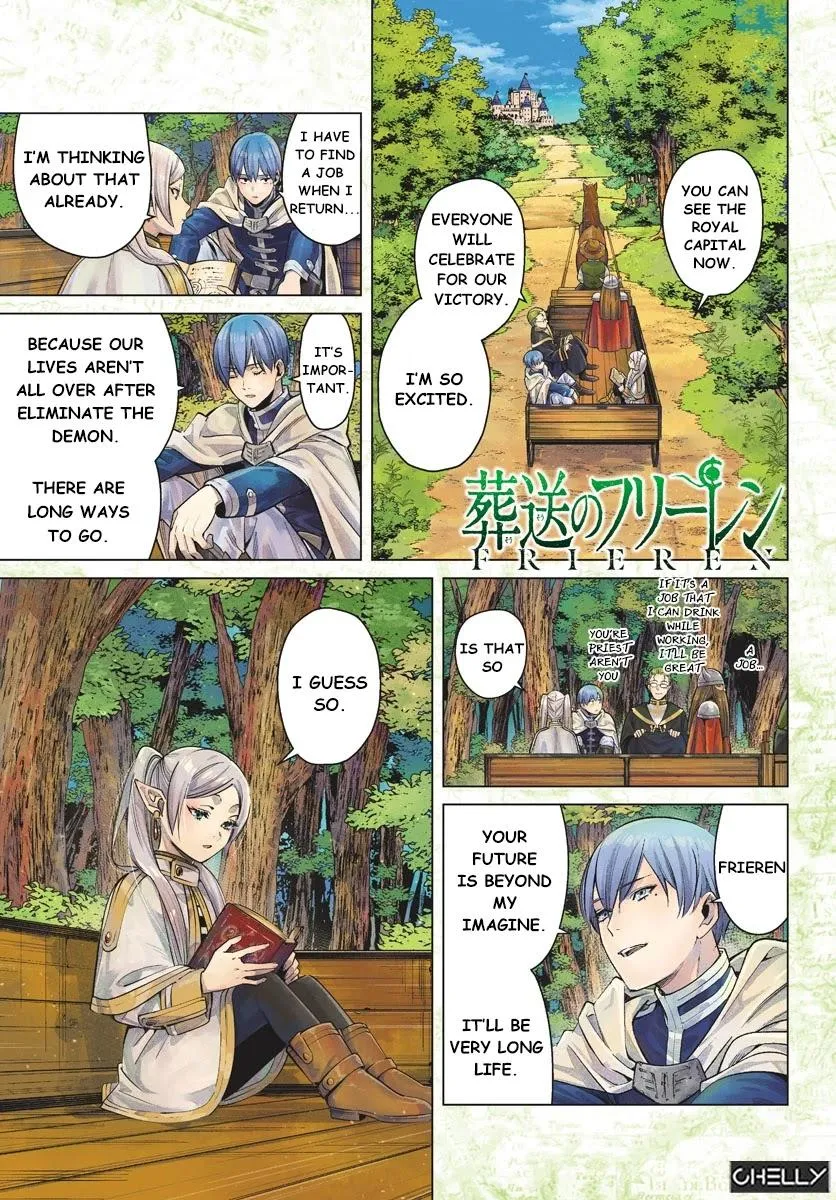 YOU CAN
SEE THE
ROYAL
CAPITAL
NOW.
EVERYONE
WILL
CELEBRATE
FOR OUR
VICTORY.
I'M SO
EXCITED.
葬送のフリーレン
そう そう
FRIEREN
I HAVE
TO FIND
A JOB
WHEN I
RETURN...
I'M THINKING
ABOUT THAT
ALREADY.
IT'S
IMPOR-
TANT.
BECAUSE OUR
LIVES AREN'T
ALL OVER AFTER
ELIMINATE THE
DEMON.
THERE ARE
LONG WAYS
TO GO.
A
JOB...
IF IT'S A
JOB THAT
I CAN DRINK
WHILE
WORKING,
IT'LL BE
GREAT
YOU'RE
PRIEST
AREN'T
YOU
IS THAT
SO
FRIEREN
YOUR
FUTURE
IS BEYOND
MY
IMAGINE.
IT'LL BE
VERY LONG
LIFE.
I GUESS
SO.
CHELLY